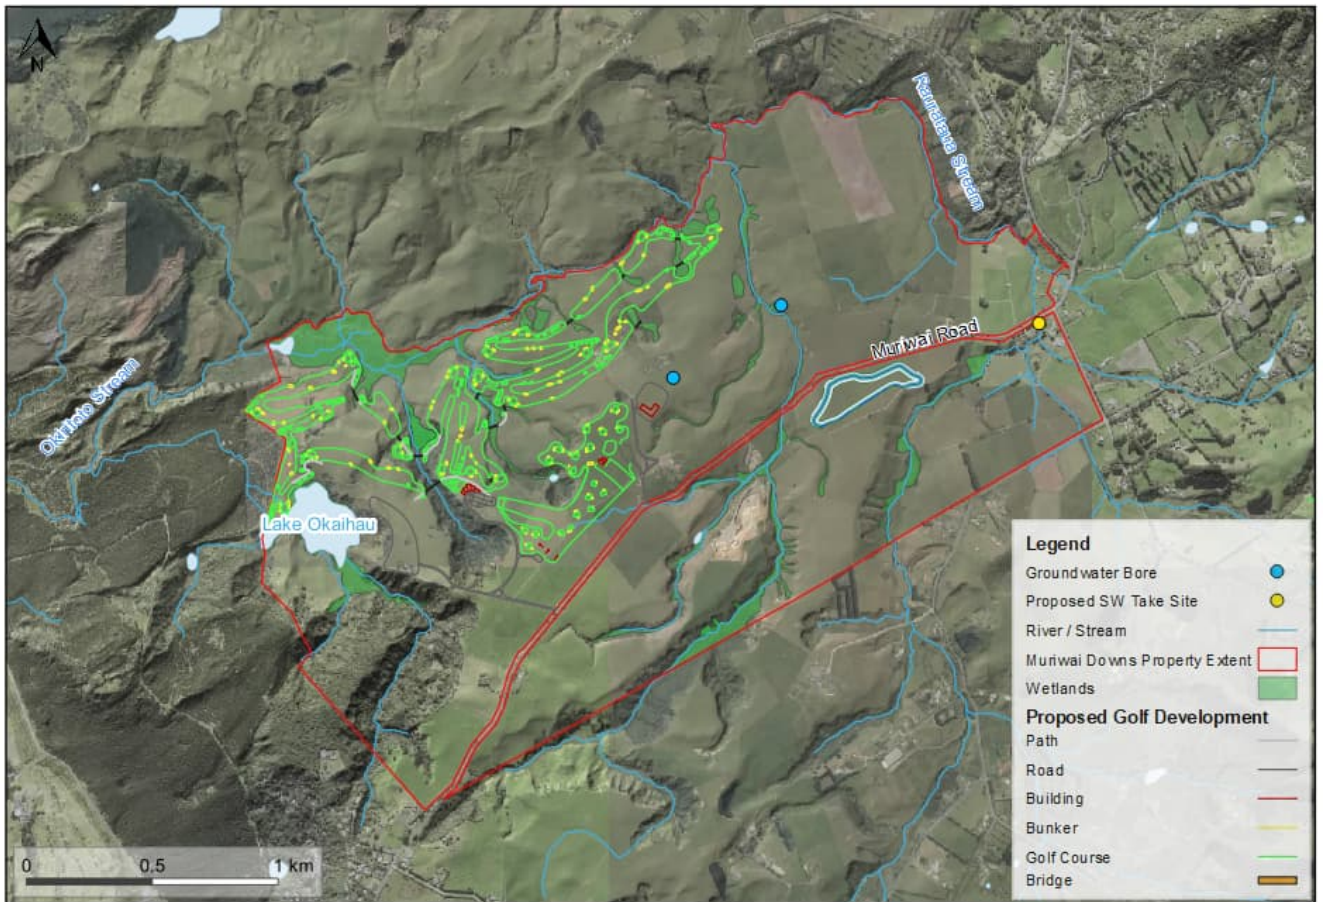 N
Stream
Muriwai Road
Okiritoto Stream
Lake Okaihau
Legend
Groundwater Bore
Proposed SW Take Site
River / Stream
Muriwai Downs Property Extent
Wetlands
Proposed Golf Development
Path
Road
Building
Bunker
Golf Course
Bridge
0 0.5 1 km